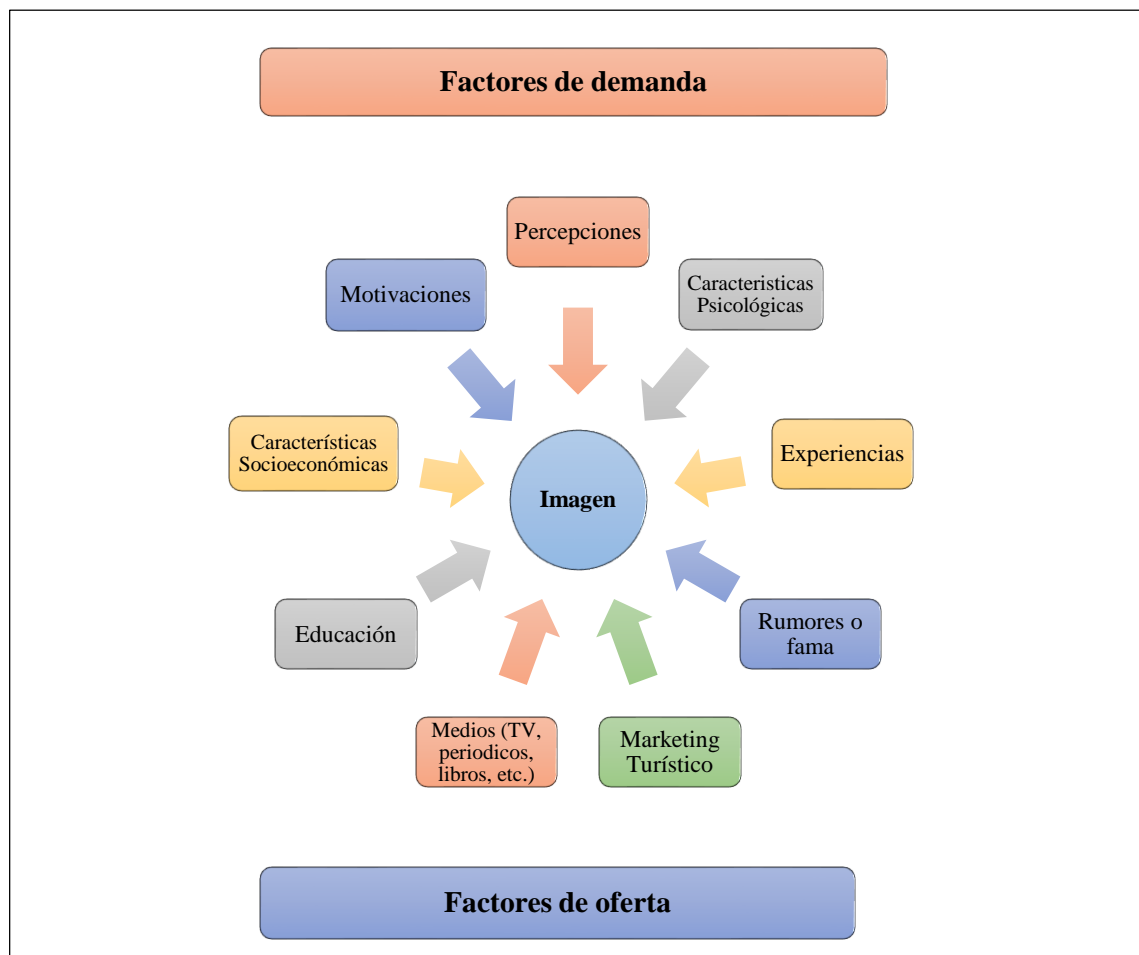 Factores de demanda
Percepciones
Motivaciones
Caracteristicas
Psicológicas
Características
Socioeconómicas
Imagen
Experiencias
Educación
Rumores o
fama
Medios (TV,
periodicos,
libros, etc.)
Marketing
Turístico
Factores de oferta